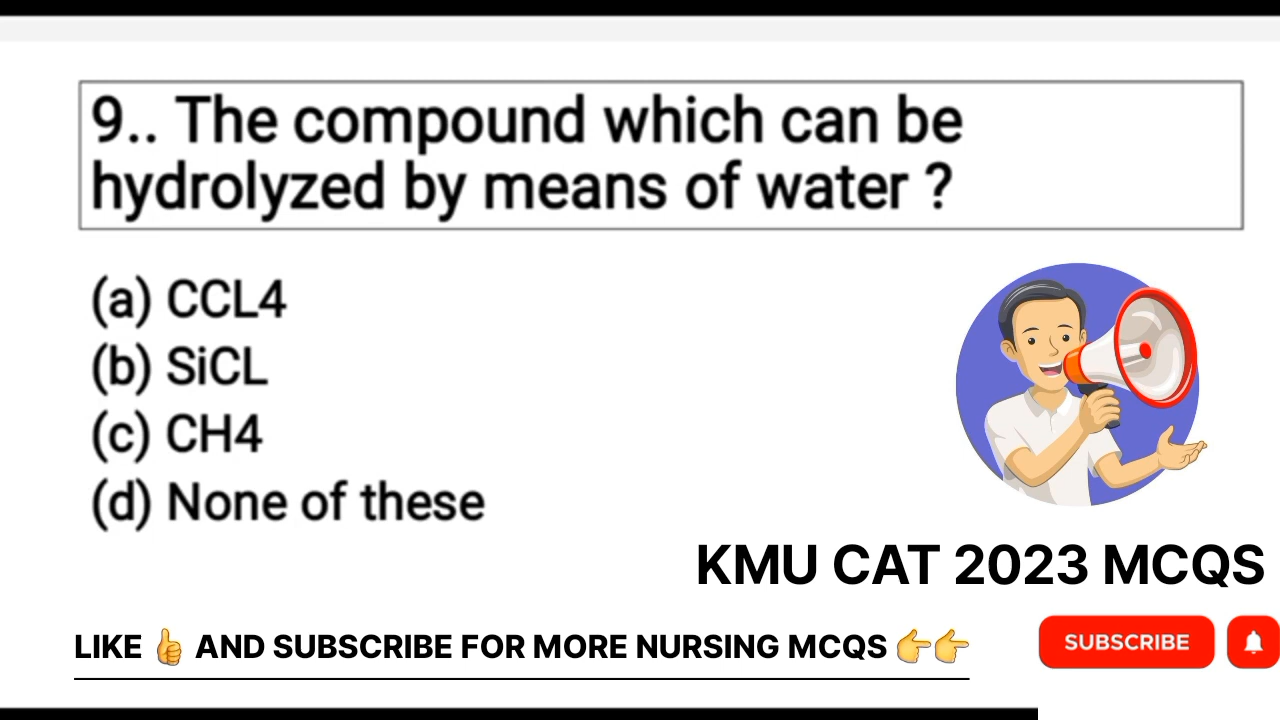 9.. The compound which can be
hydrolyzed by means of water ?
(a) CCL4
(b) SiCL
(c) CH4
(d) None of these
KMU CAT 2023 MCQS
LIKE 👍 AND SUBSCRIBE FOR MORE NURSING MCQS 👉👉
SUBSCRIBE